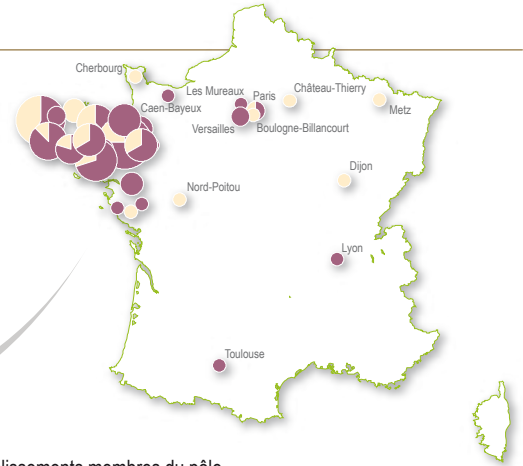 Cherbourg
Les Mureaux
Paris
Château-Thierry
Caen-Bayeux
Metz
Versailles
Boulogne-Billancourt
Dijon
Nord-Poitou
Lyon
Toulouse